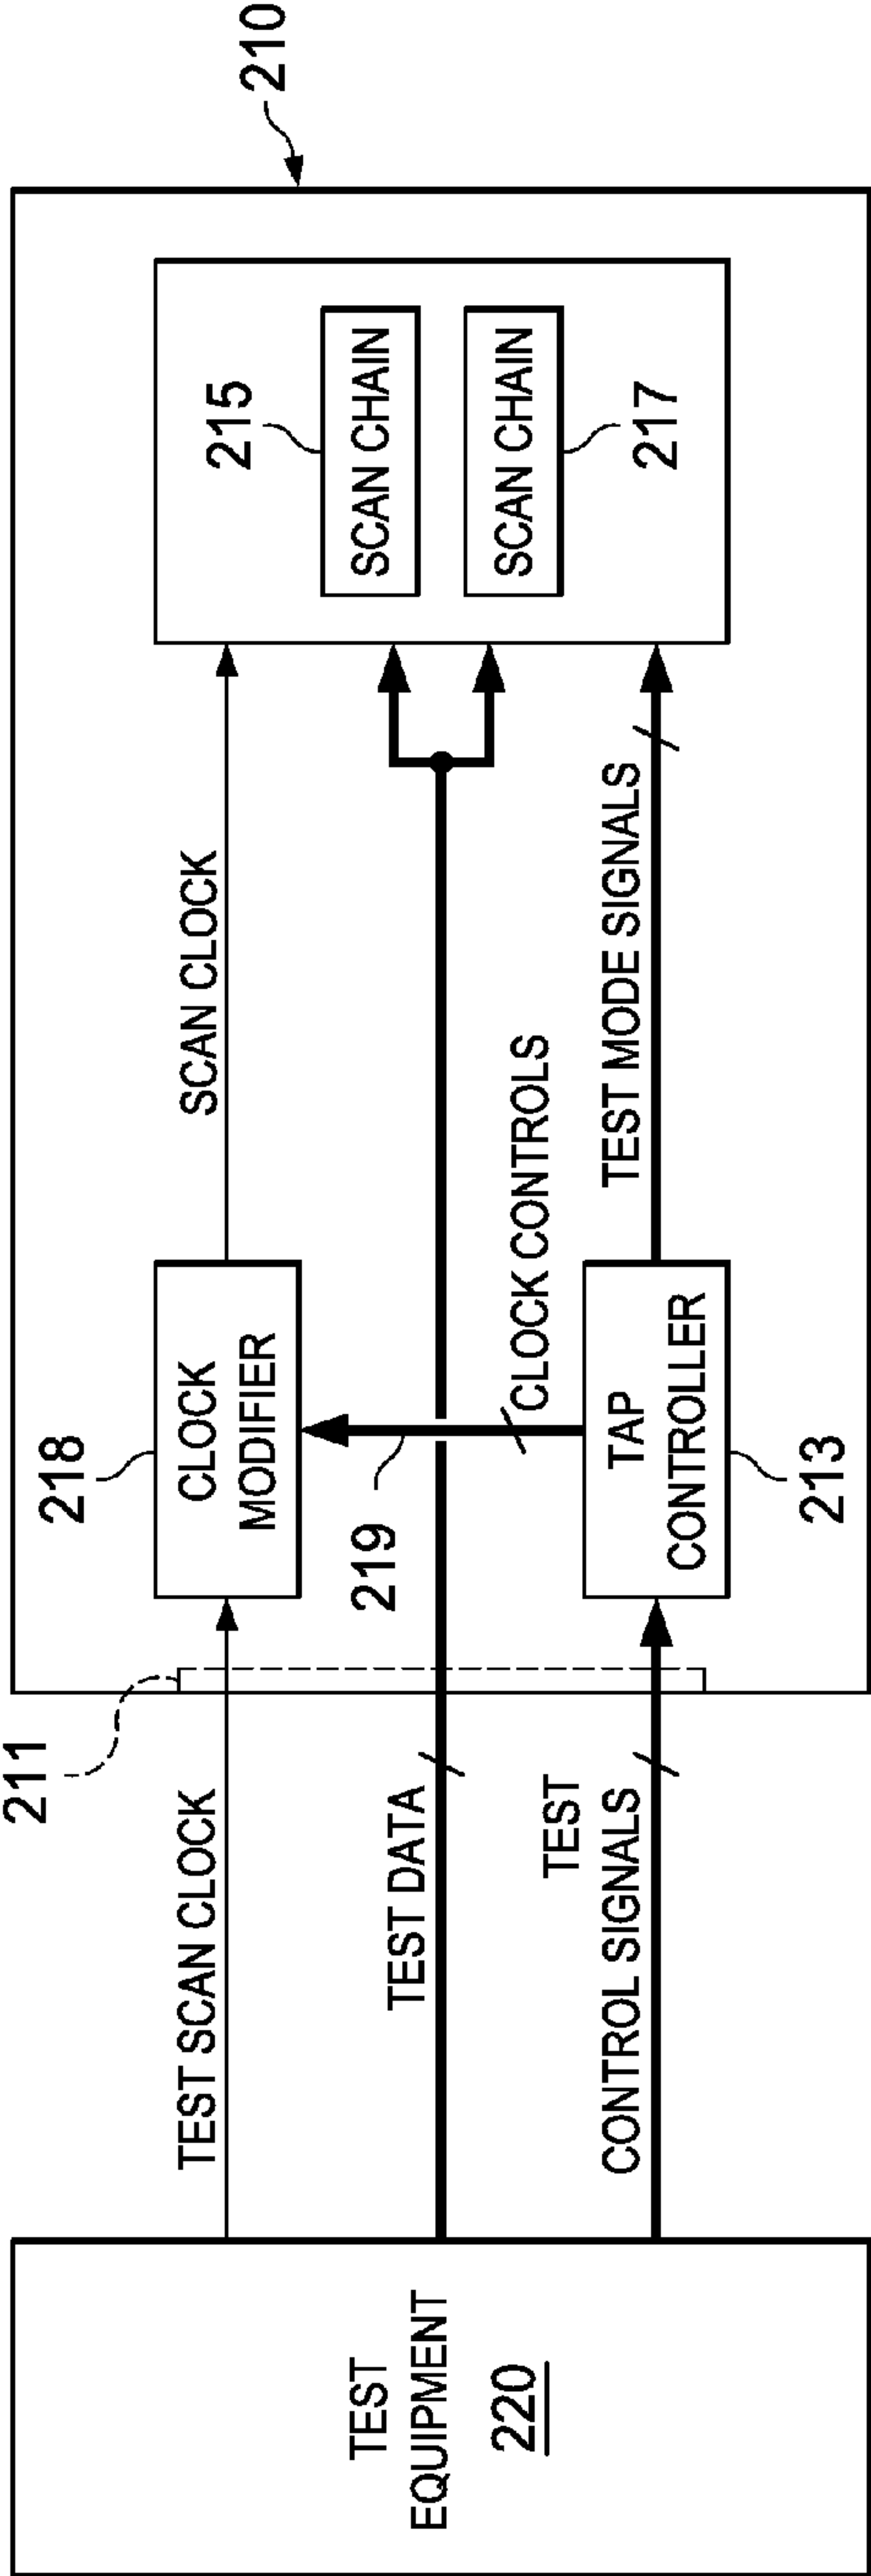 210
211
218
215
TEST SCAN CLOCK
CLOCK
MODIFIER
SCAN CLOCK
SCAN CHAIN
219
TEST
EQUIPMENT
220
TEST DATA
CLOCK CONTROLS
SCAN CHAIN
217
TEST
CONTROL SIGNALS
TAP
CONTROLLER
213
TEST MODE SIGNALS